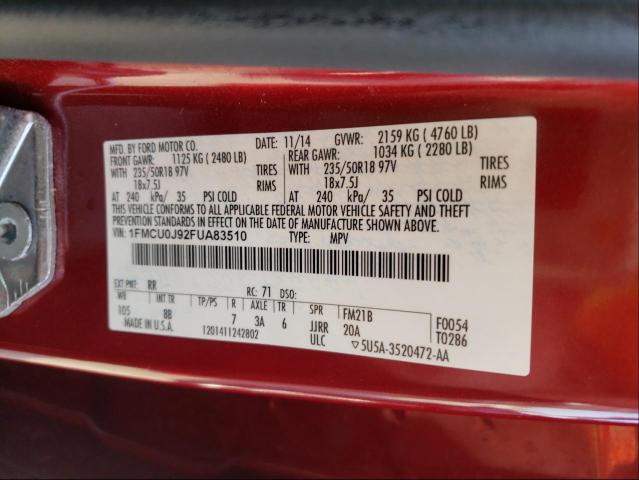 MFD. BY FORD MOTOR CO. DATE: 11/14 GVWR: 2159 KG ( 4760 LB)
FRONT GAWR: 1125 KG ( 2480 LB) REAR GAWR: 1034 KG ( 2280 LB)
WITH 235/50R18 97V TIRES WITH 235/50R18 97V TIRES
18x7.5J RIMS 18x7.5J RIMS
AT 240 kPa/ 35 PSI COLD AT 240 kPa/ 35 PSI COLD
THIS VEHICLE CONFORMS TO ALL APPLICABLE FEDERAL MOTOR VEHICLE SAFETY AND THEFT
PREVENTION STANDARDS IN EFFECT ON THE DATE OF MANUFACTURE SHOWN ABOVE.
VIN: 1FMCU0J92FUA83510 TYPE: MPV
EXT PNT: RR RC: 71 DSO:
WB INT TR TP/PS R AXLE TR SPR FM21B F0054
105 8B 7 3A 6 JJRR 20A T0286
MADE IN U.S.A. 1201411242802 ULC ▽5U5A-3520472-AA